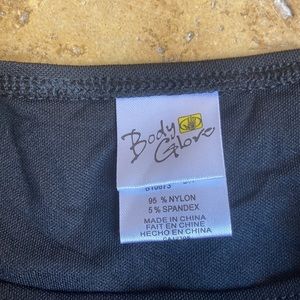 Body
Glove
95 % NYLON
5 % SPANDEX
MADE IN CHINA
FAIT EN CHINE
HECHO EN CHINA